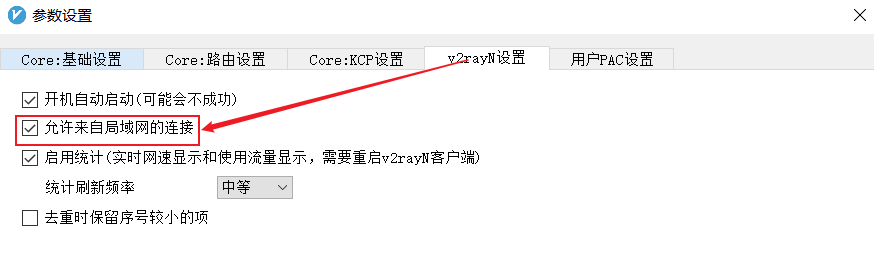 参数设置
Core:基础设置 Core:路由设置 Core:KCP设置 v2rayN设置 用户PAC设置
开机自动启动(可能会不成功)
允许来自局域网的连接
启用统计(实时网速显示和使用流量显示，需要重启v2rayN客户端)
统计刷新频率 中等
去重时保留序号较小的项